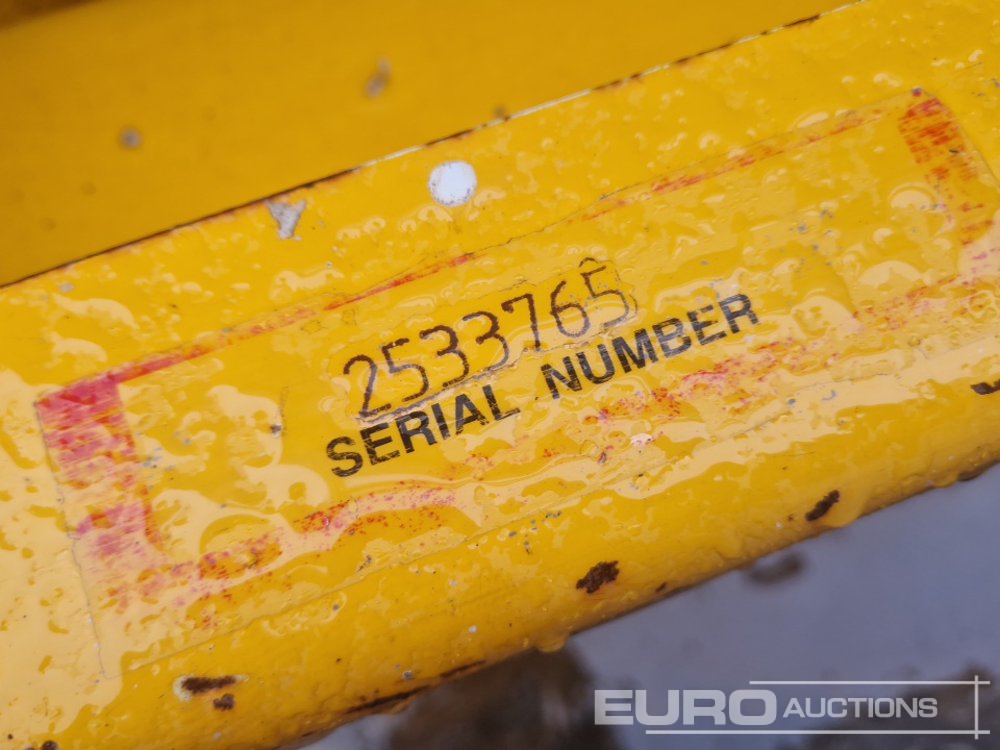 2533765
SERIAL NUMBER
EURO AUCTIONS